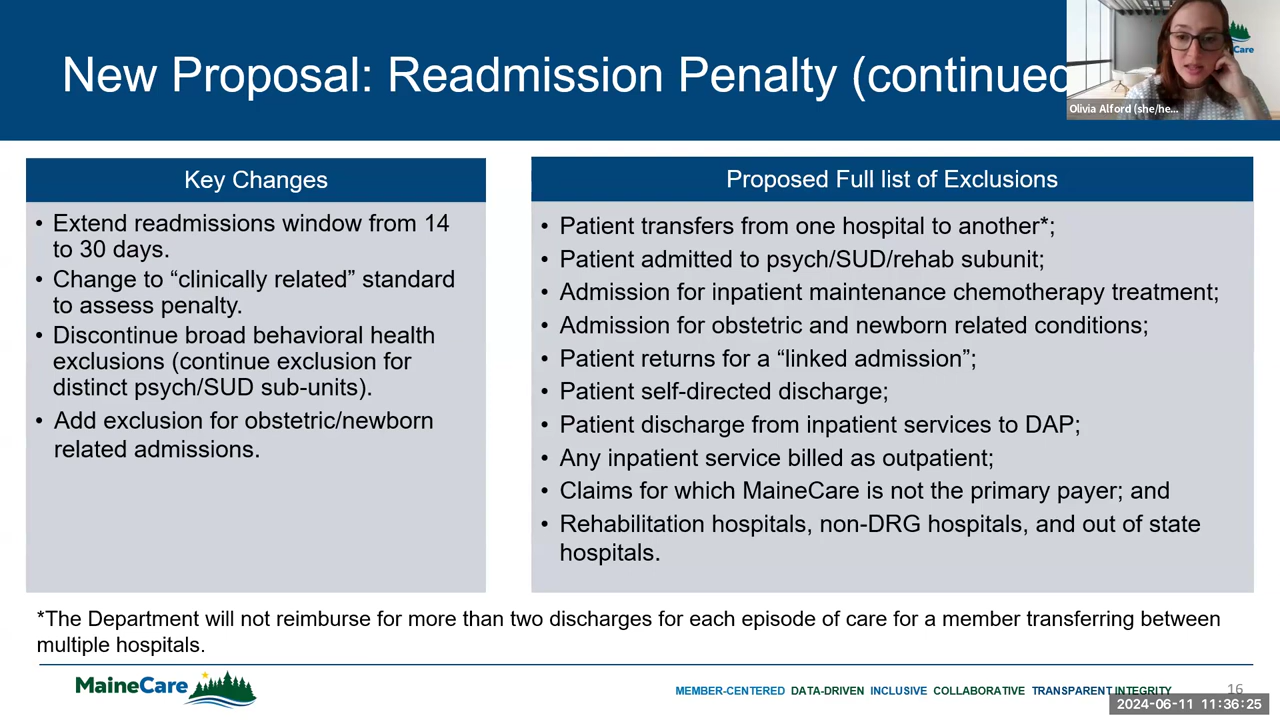 New Proposal: Readmission Penalty (continued
Care
Olivia Alford (she/he...
Key Changes
• Extend readmissions window from 14
to 30 days.
• Change to “clinically related” standard
to assess penalty.
• Discontinue broad behavioral health
exclusions (continue exclusion for
distinct psych/SUD sub-units).
• Add exclusion for obstetric/newborn
related admissions.
Proposed Full list of Exclusions
• Patient transfers from one hospital to another*;
• Patient admitted to psych/SUD/rehab subunit;
• Admission for inpatient maintenance chemotherapy treatment;
• Admission for obstetric and newborn related conditions;
• Patient returns for a “linked admission”;
• Patient self-directed discharge;
• Patient discharge from inpatient services to DAP;
• Any inpatient service billed as outpatient;
• Claims for which MaineCare is not the primary payer; and
• Rehabilitation hospitals, non-DRG hospitals, and out of state
hospitals.
*The Department will not reimburse for more than two discharges for each episode of care for a member transferring between
multiple hospitals.
MaineCare
MEMBER-CENTERED DATA-DRIVEN INCLUSIVE COLLABORATIVE TRANSPARENT INTEGRITY
16
2024-06-11 11:36:25